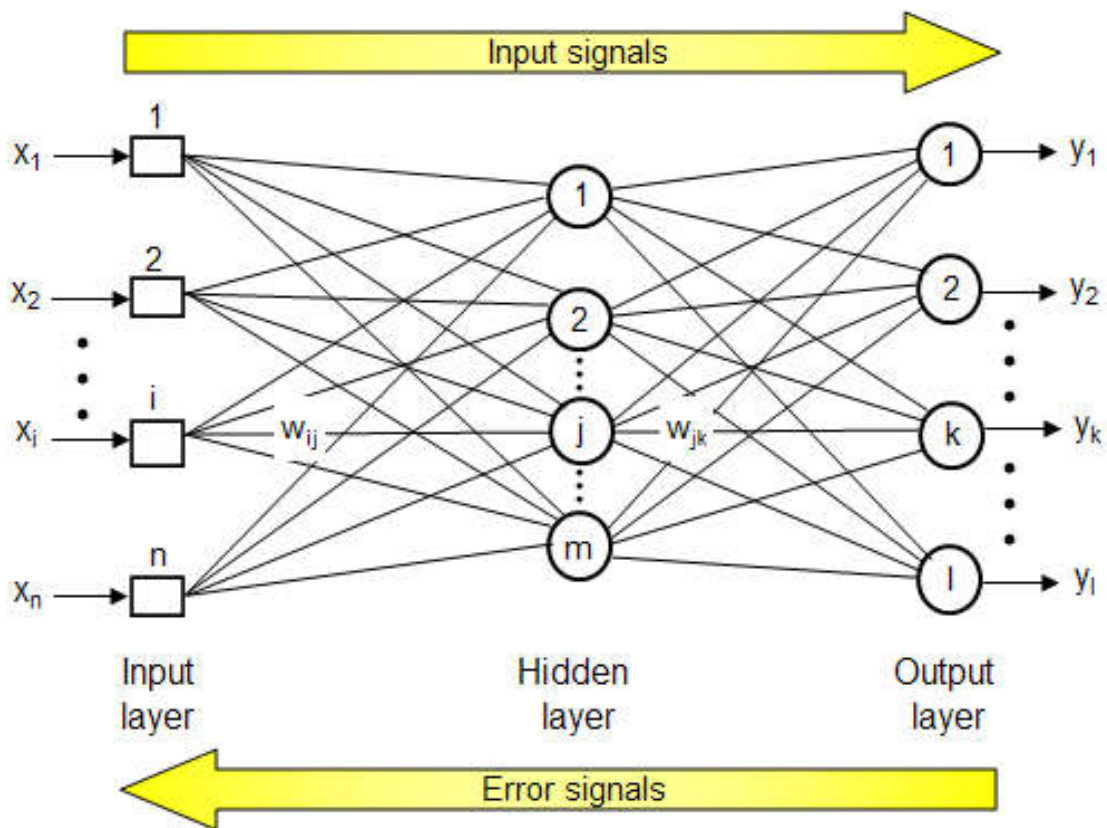 Input signals
1
x₁
1
1
y₁
2
x₂
2
2
y₂
i
xᵢ
wᵢⱼ
j
wⱼₖ
k
yₖ
n
xₙ
m
l
yₗ
Input
layer
Hidden
layer
Output
layer
Error signals